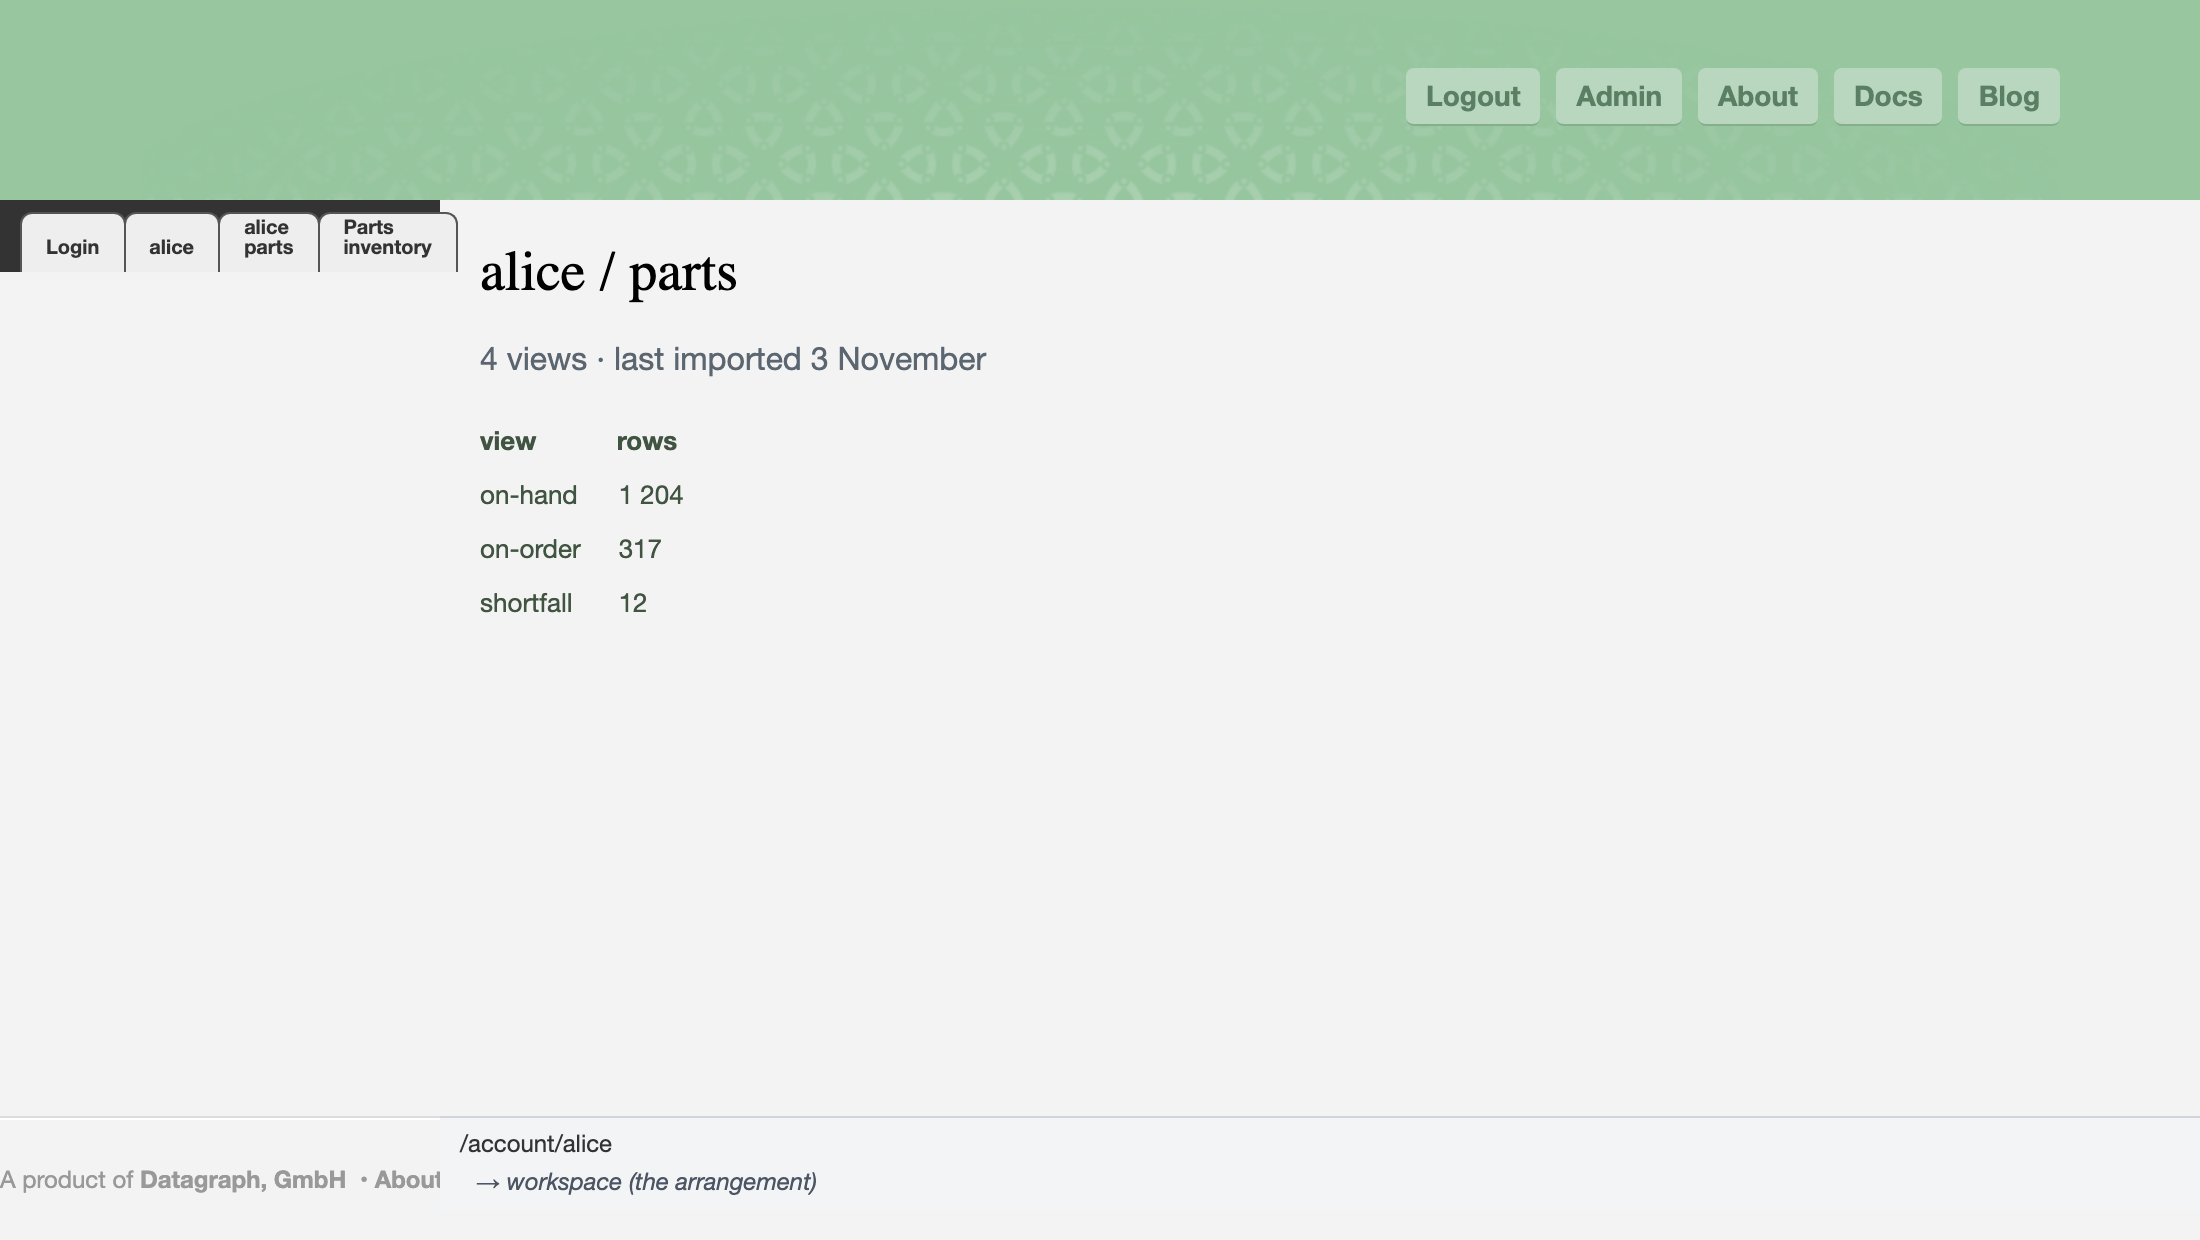 Logout Admin About Docs Blog
Login alice alice parts Parts inventory
alice / parts
4 views · last imported 3 November
view rows
on-hand 1 204
on-order 317
shortfall 12
/account/alice
→ workspace (the arrangement)
A product of Datagraph, GmbH • About